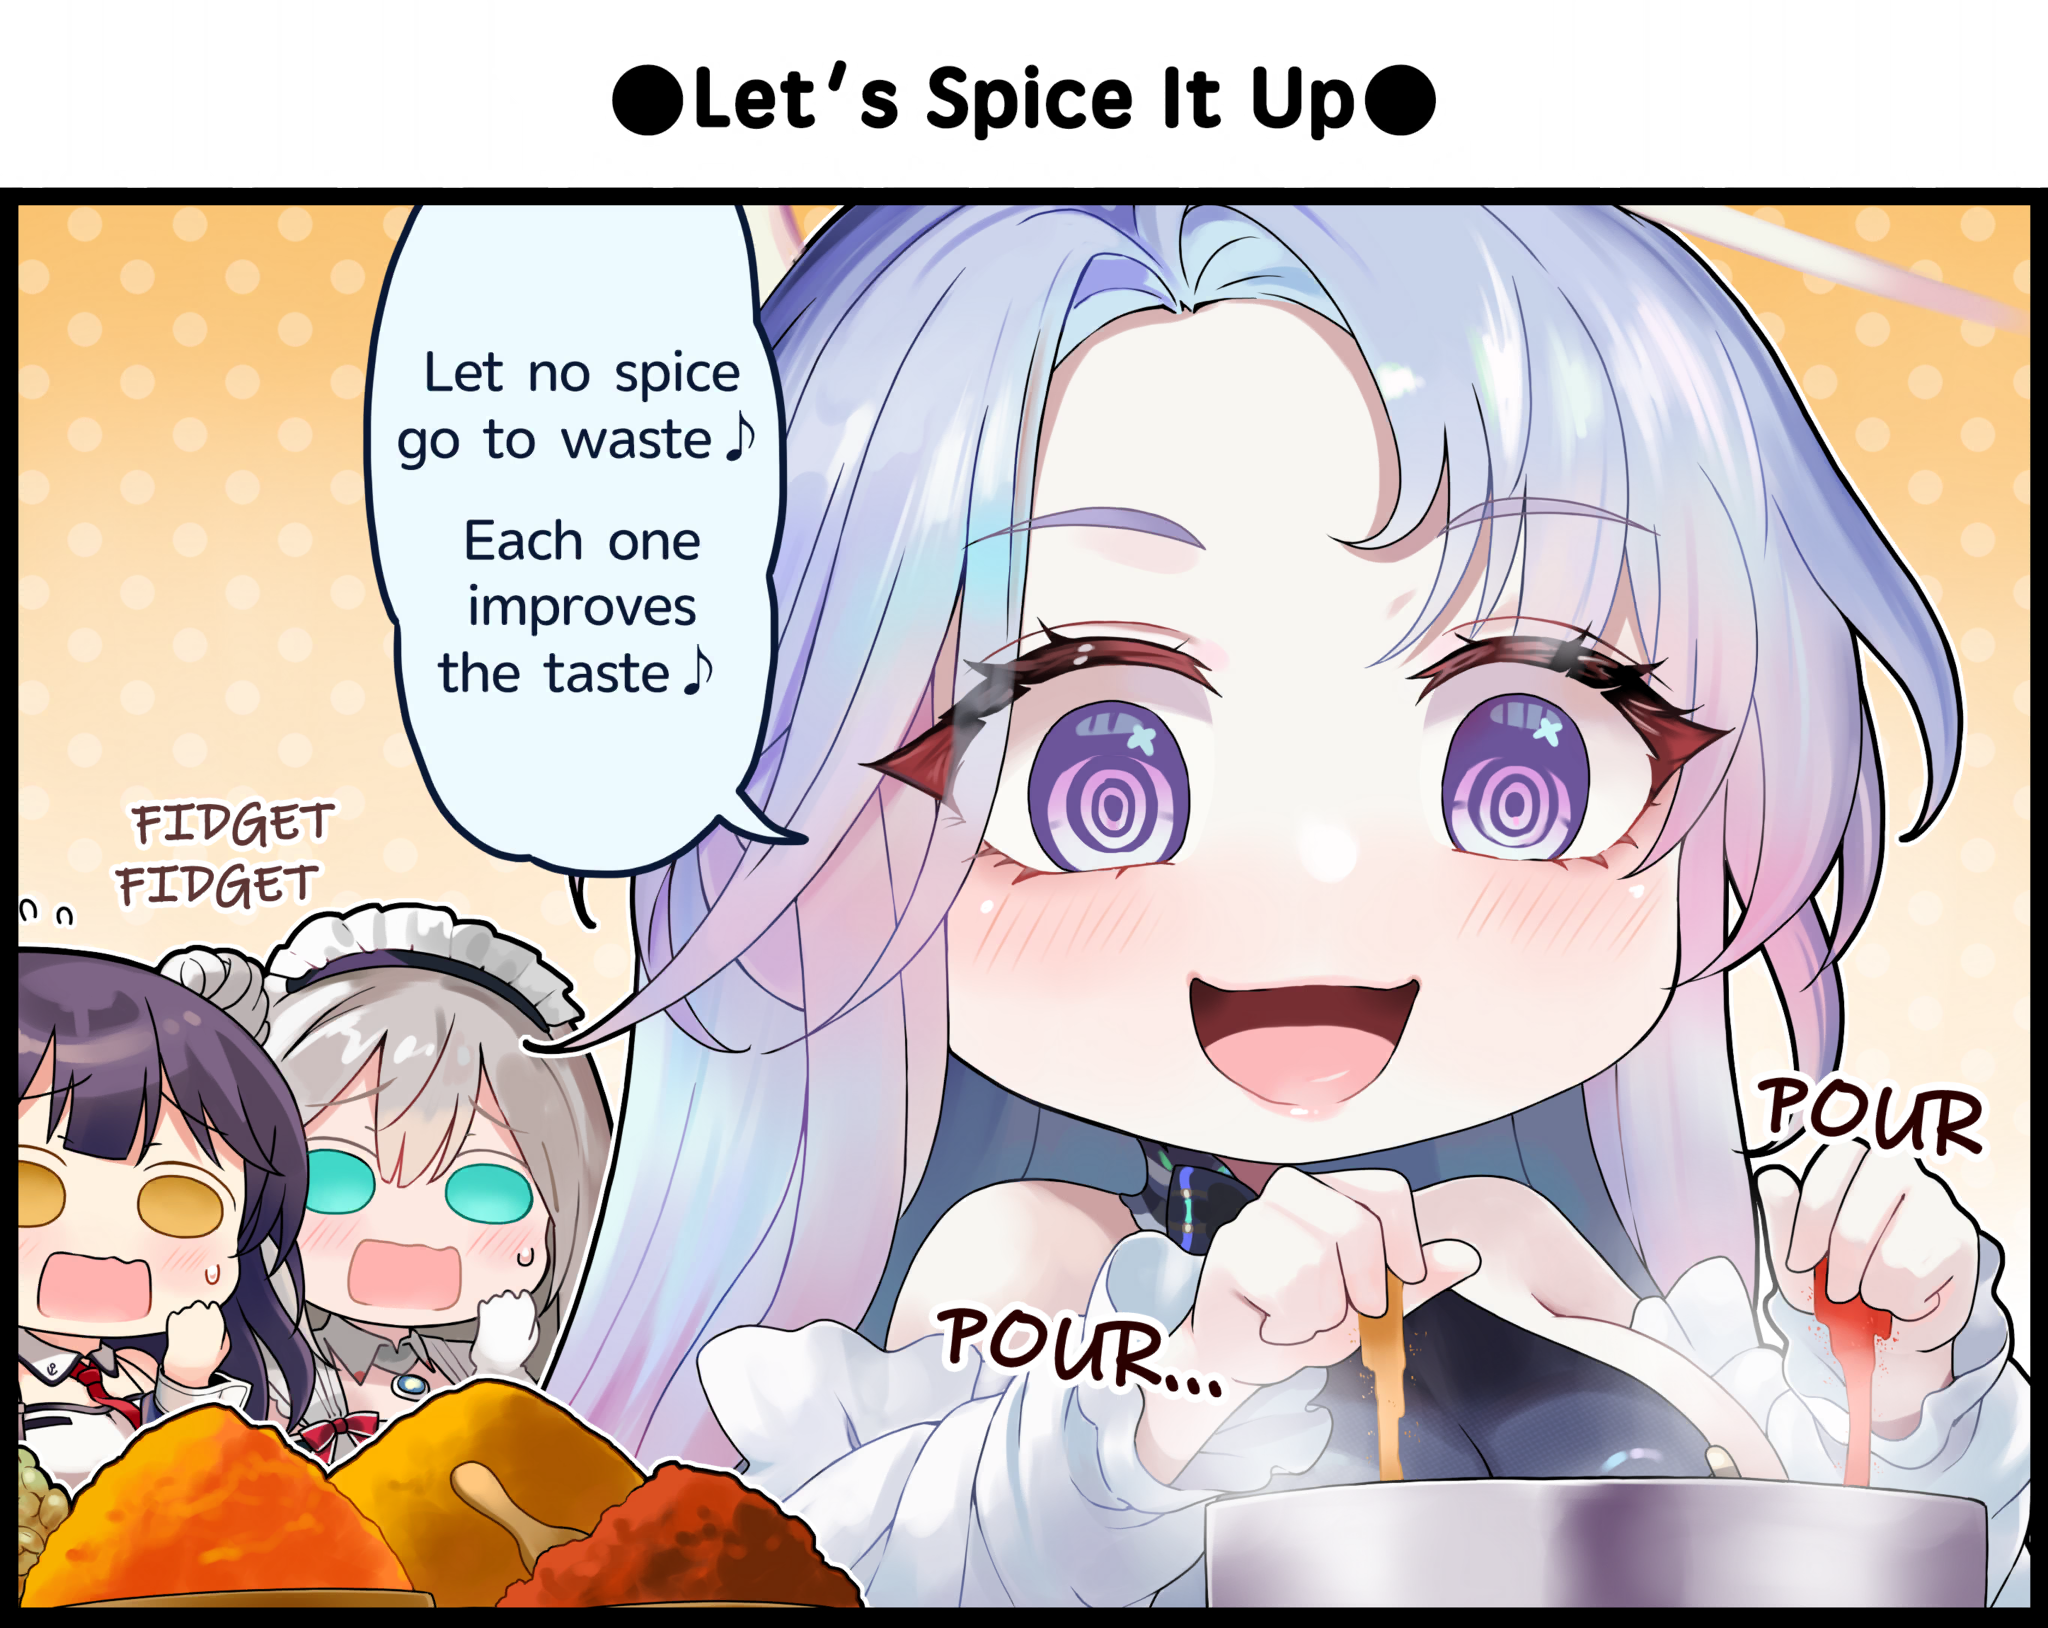 ●Let's Spice It Up●
Let no spice
go to waste♪
Each one
improves
the taste♪
FIDGET
FIDGET
POUR
POUR...